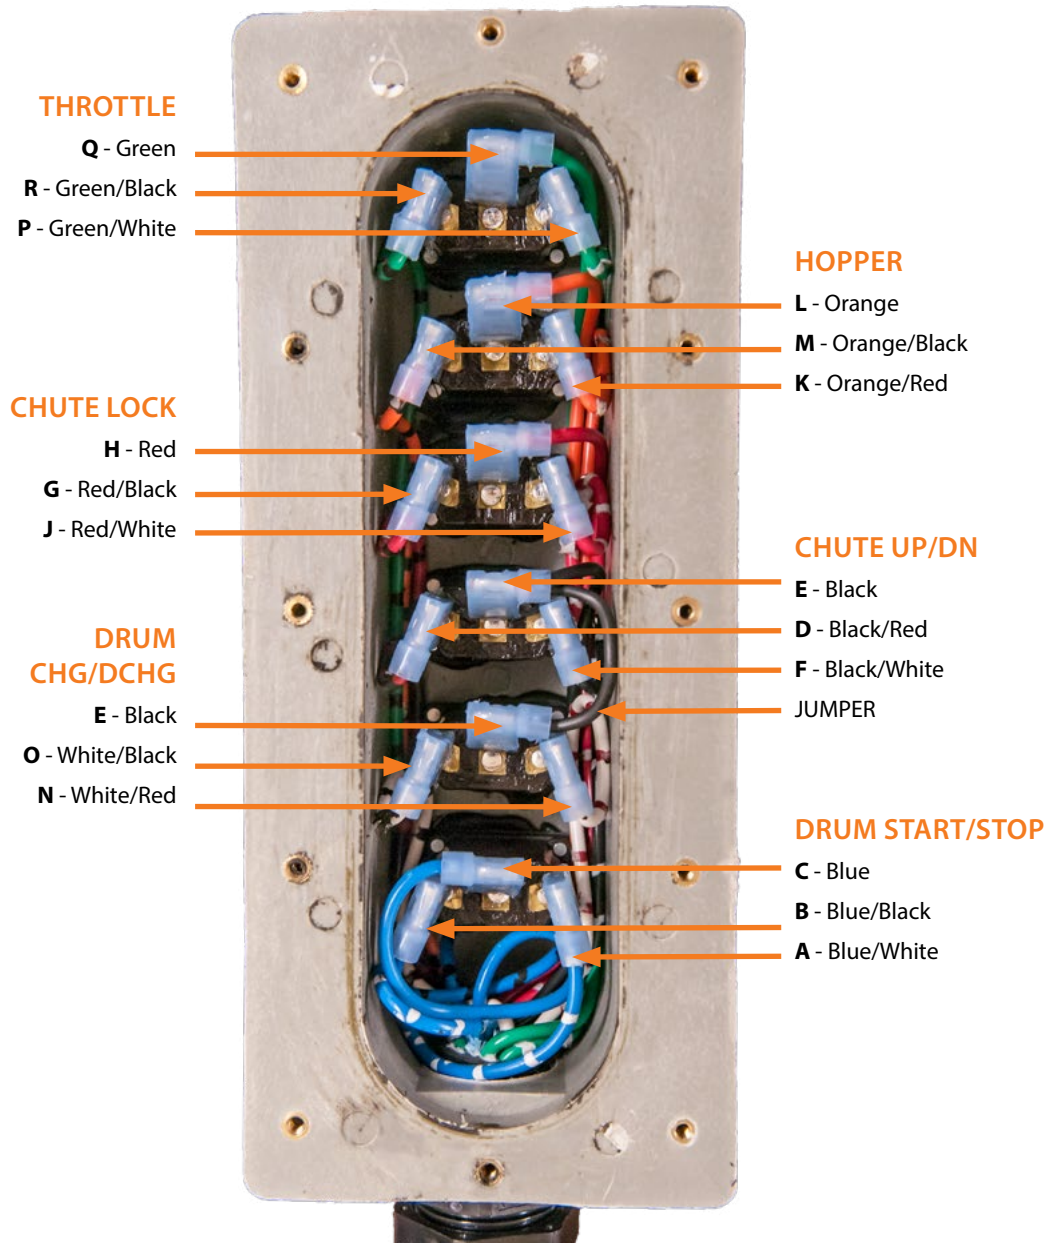 THROTTLE
Q - Green
R - Green/Black
P - Green/White
HOPPER
L - Orange
M - Orange/Black
K - Orange/Red
CHUTE LOCK
H - Red
G - Red/Black
J - Red/White
CHUTE UP/DN
E - Black
D - Black/Red
F - Black/White
JUMPER
DRUM
CHG/DCHG
E - Black
O - White/Black
N - White/Red
DRUM START/STOP
C - Blue
B - Blue/Black
A - Blue/White